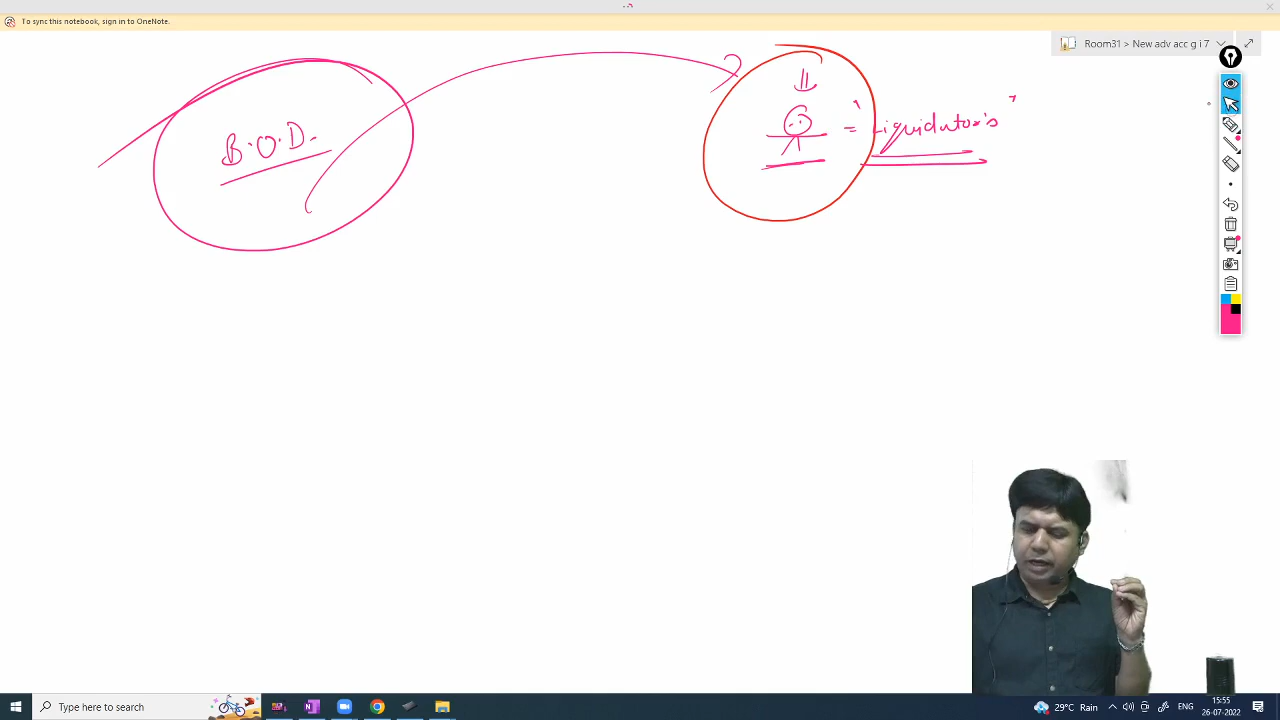 To sync this notebook, sign in to OneNote.
Room31 > New adv acc g i 7
B.O.D.
= "Liquidator's"
Type here to search
29°C Rain
ENG
15:55
26-07-2022